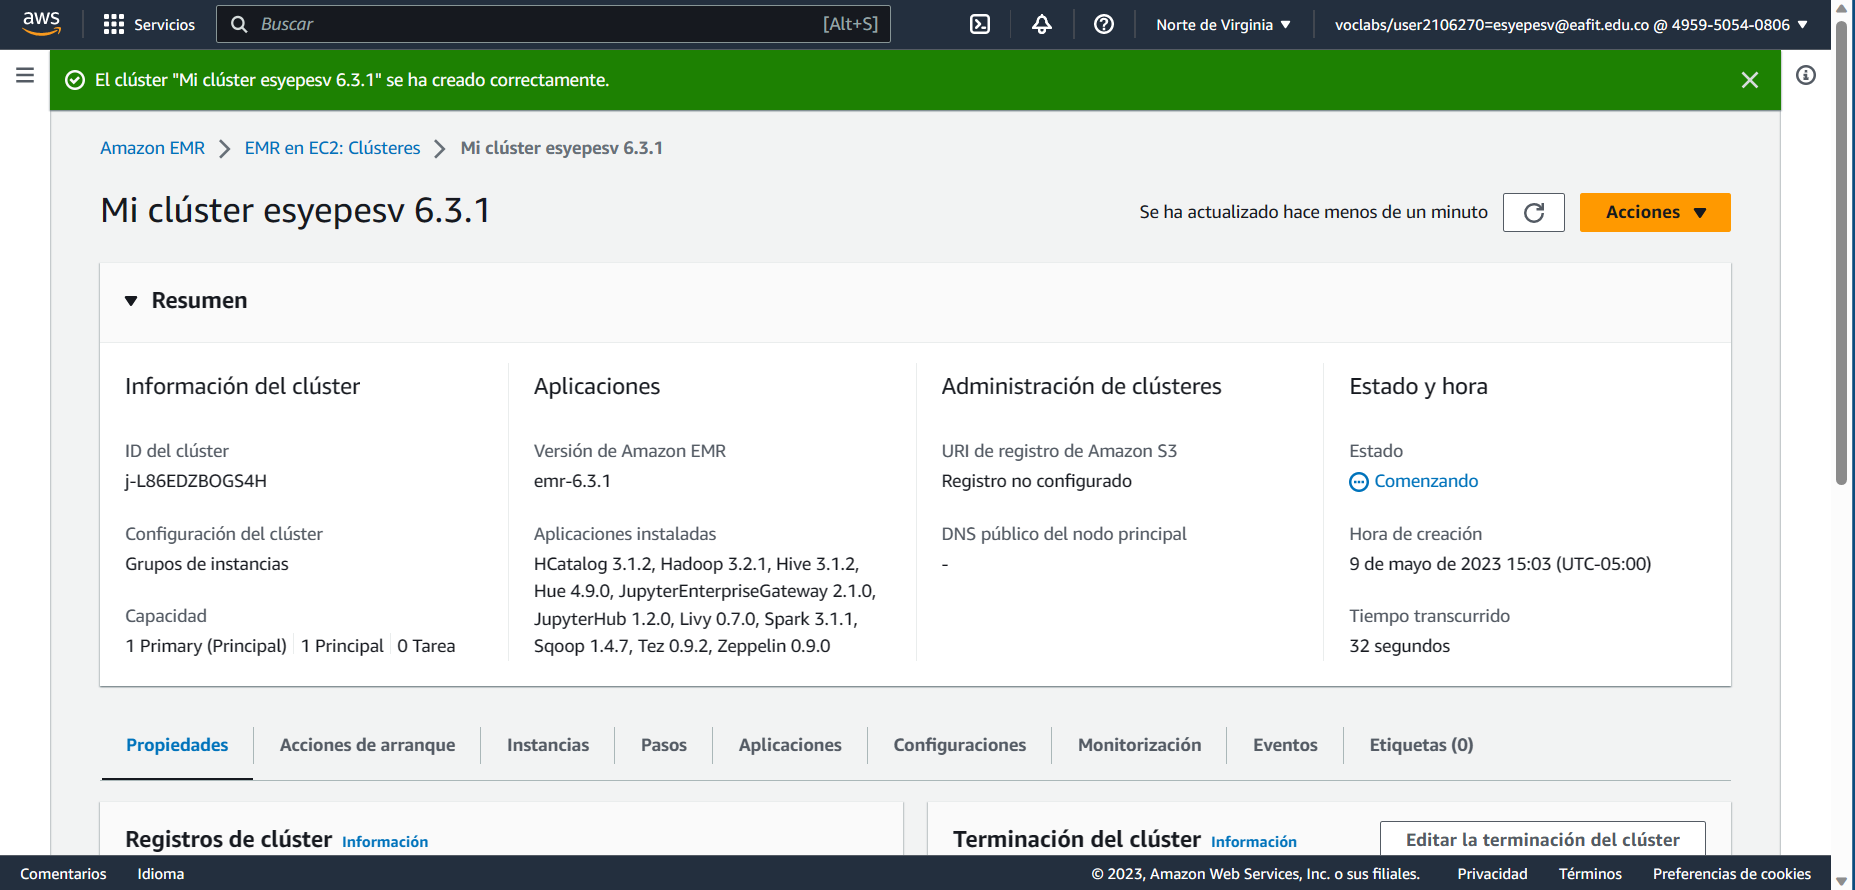 aws
Servicios
Buscar
[Alt+S]
Norte de Virginia
voclabs/user2106270=esyepesv@eafit.edu.co @ 4959-5054-0806
El clúster "Mi clúster esyepesv 6.3.1" se ha creado correctamente.
Amazon EMR
EMR en EC2: Clústeres
Mi clúster esyepesv 6.3.1
Mi clúster esyepesv 6.3.1
Se ha actualizado hace menos de un minuto
Acciones
Resumen
Información del clúster
ID del clúster
j-L86EDZBOGS4H
Configuración del clúster
Grupos de instancias
Capacidad
1 Primary (Principal) 1 Principal 0 Tarea
Aplicaciones
Versión de Amazon EMR
emr-6.3.1
Aplicaciones instaladas
HCatalog 3.1.2, Hadoop 3.2.1, Hive 3.1.2,
Hue 4.9.0, JupyterEnterpriseGateway 2.1.0,
JupyterHub 1.2.0, Livy 0.7.0, Spark 3.1.1,
Sqoop 1.4.7, Tez 0.9.2, Zeppelin 0.9.0
Administración de clústeres
URI de registro de Amazon S3
Registro no configurado
DNS público del nodo principal
-
Estado y hora
Estado
Comenzando
Hora de creación
9 de mayo de 2023 15:03 (UTC-05:00)
Tiempo transcurrido
32 segundos
Propiedades
Acciones de arranque
Instancias
Pasos
Aplicaciones
Configuraciones
Monitorización
Eventos
Etiquetas (0)
Registros de clúster Información
Terminación del clúster Información
Editar la terminación del clúster
Comentarios
Idioma
© 2023, Amazon Web Services, Inc. o sus filiales.
Privacidad
Términos
Preferencias de cookies